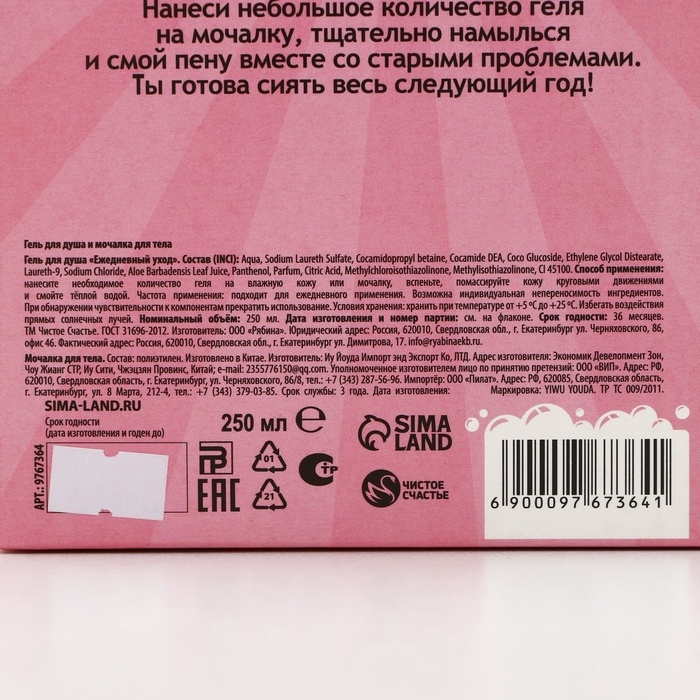 Нанеси небольшое количество геля
на мочалку, тщательно намылься
и смой пену вместе со старыми проблемами.
Ты готова сиять весь следующий год!
Гель для душа и мочалка для тела
Гель для душа «Ежедневный уход». Состав (INCI): Aqua, Sodium Laureth Sulfate, Cocamidopropyl betaine, Cocamide DEA, Coco Glucoside, Ethylene Glycol Distearate,
Laureth-9, Sodium Chloride, Aloe Barbadensis Leaf Juice, Panthenol, Parfum, Citric Acid, Methylchloroisothiazolinone, Methylisothiazolinone, CI 45100. Способ применения:
нанесите необходимое количество геля на влажную кожу или мочалку, вспеньте, помассируйте кожу круговыми движениями
и смойте тёплой водой. Частота применения: подходит для ежедневного применения. Возможна индивидуальная непереносимость ингредиентов.
При обнаружении чувствительности к компонентам прекратить использование. Условия хранения: хранить при температуре от +5 °С до +25 °С. Избегать воздействия
прямых солнечных лучей. Номинальный объём: 250 мл. Дата изготовления и номер партии: см. на флаконе. Срок годности: 36 месяцев.
ТМ Чистое Счастье. ГОСТ 31696-2012. Изготовитель: ООО «Рябина». Юридический адрес: Россия, 620010, Свердловская обл., г. Екатеринбург ул. Черняховского, 86,
офис 46. Фактический адрес: Россия, 620010, Свердловская обл., г. Екатеринбург ул. Димитрова, 17. info@ryabinaekb.ru.
Мочалка для тела. Состав: полиэтилен. Изготовлено в Китае. Изготовитель: Иу Йоуда Импорт энд Экспорт Ко, ЛТД. Адрес изготовителя: Экономик Девелопмент Зон,
Чоу Жианг СТР, Иу Сити, Чжэцзян Провинс, Китай; e-mail: 2355776150@qq.com. Уполномоченное изготовителем лицо по принятию претензий: ООО «ВИП». Адрес: РФ,
620010, Свердловская область, г. Екатеринбург, ул. Черняховского, 86/8, тел.: +7 (343) 287-56-96. Импортёр: ООО «Пилат». Адрес: РФ, 620085, Свердловская обл.,
г. Екатеринбург, ул. 8 Марта, 212-4, тел.: +7 (343) 379-03-85. Срок службы: 3 года. Дата изготовления: Маркировка: YIWU YOUDA. ТР ТС 009/2011.
SIMA-LAND.RU
Срок годности
(дата изготовления и годен до)
АРТ.: 9767364
250 мл ℮
EAC
01
21
СТР
SIMA
LAND
ЧИСТОЕ
СЧАСТЬЕ
6 900097 673641